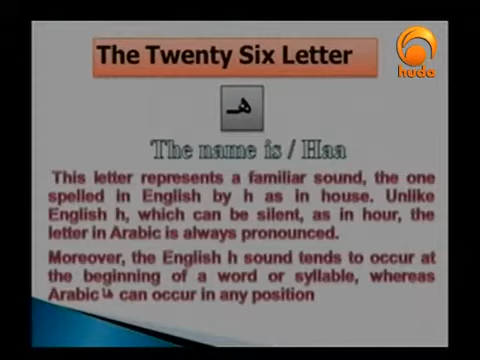 The Twenty Six Letter
huda
هـ
The name is / Haa
This letter represents a familiar sound, the one
spelled in English by h as in house. Unlike
English h, which can be silent, as in hour, the
letter in Arabic is always pronounced.
Moreover, the English h sound tends to occur at
the beginning of a word or syllable, whereas
Arabic ها can occur in any position